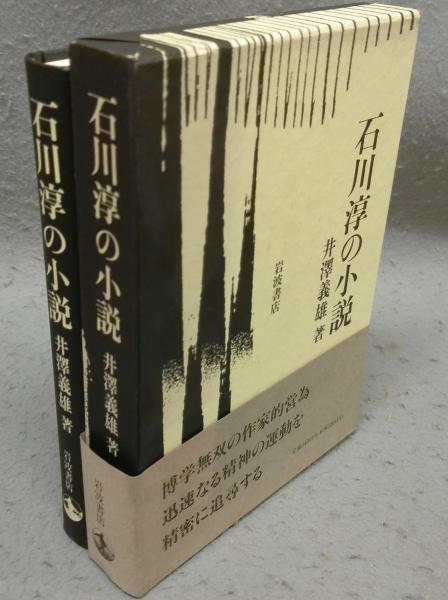 石川淳の小説
井澤義雄 著
岩波書店
石川淳の小説
井澤義雄 著
岩波書店
石川淳の小説
井澤義雄 著
岩波書店
博学無双の作家的営為
迅速なる精神の運動を
精密に追尋する